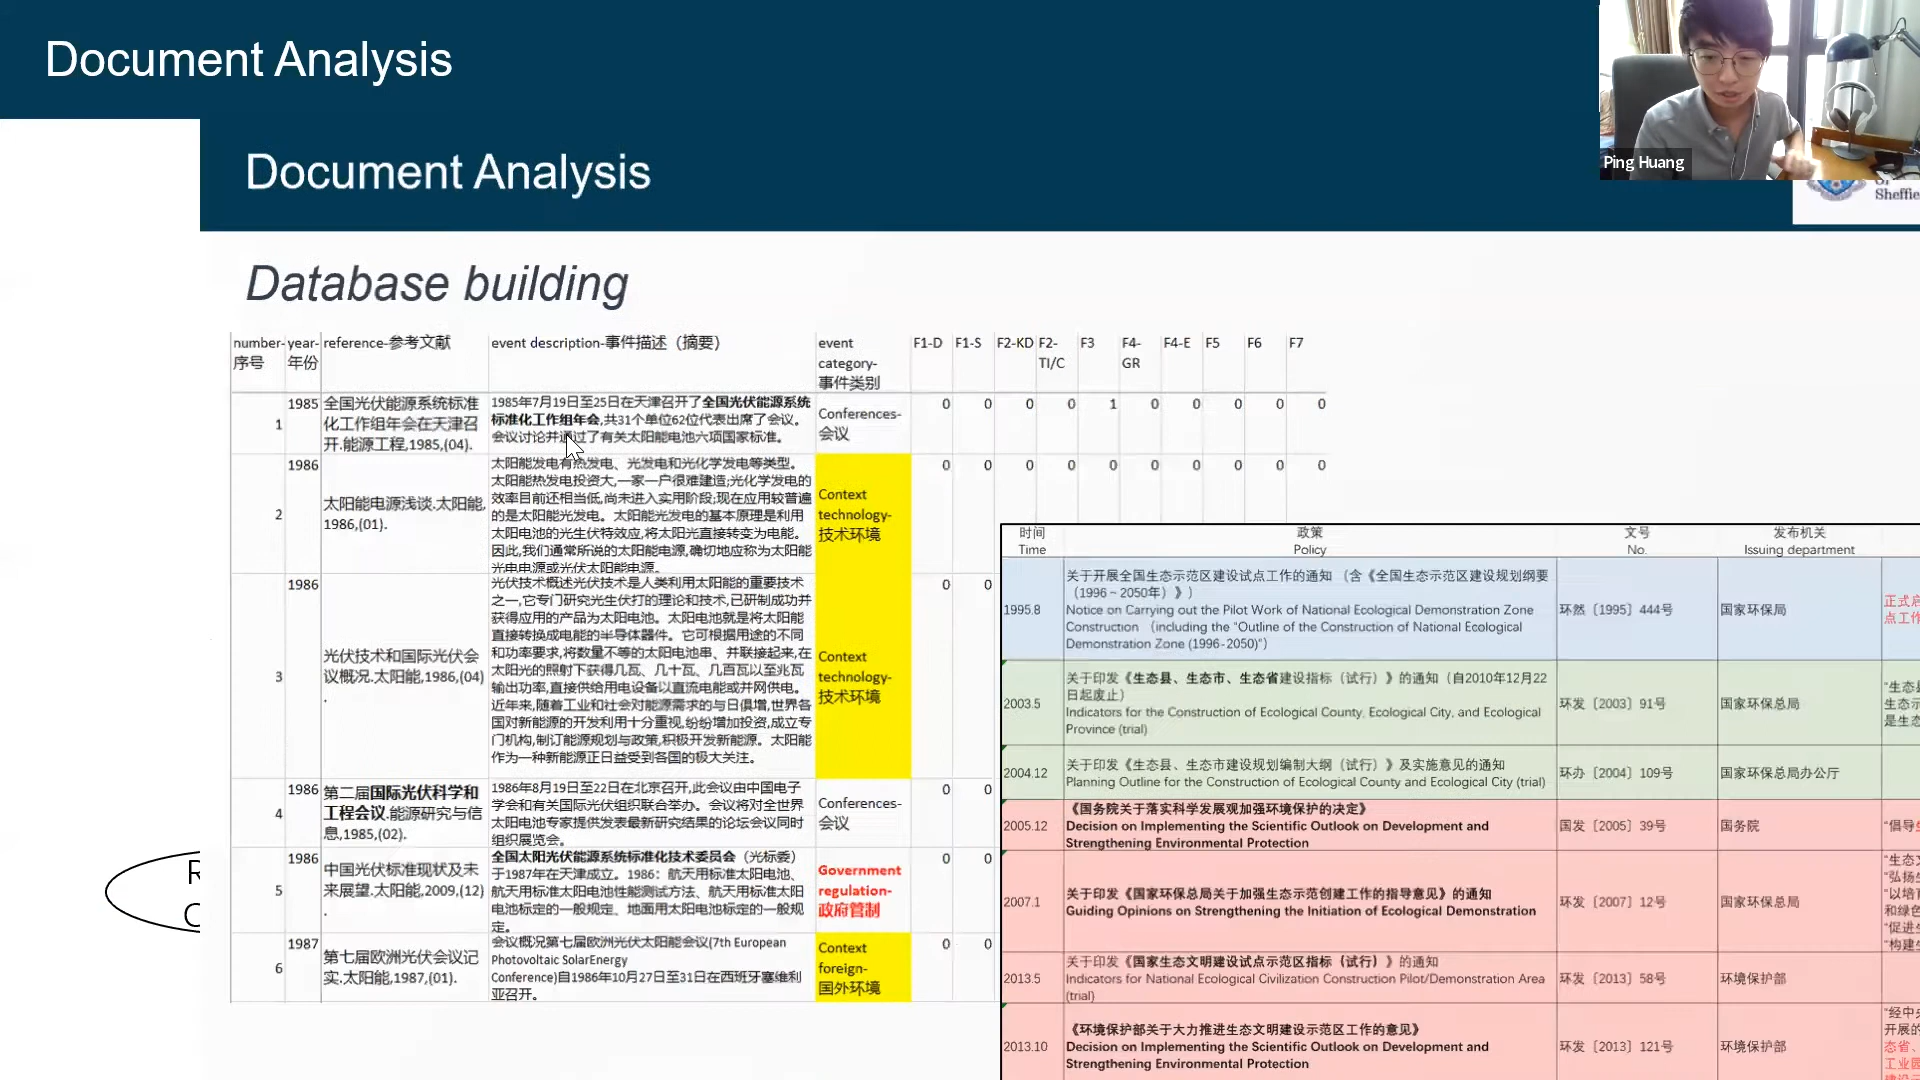 Document Analysis
Ping Huang
Sheffie
Document Analysis
Database building
number-序号
year-年份
reference-参考文献
event description-事件描述（摘要）
event category-事件类别
F1-D
F1-S
F2-KD
F2-TI/C
F3
F4-GR
F4-E
F5
F6
F7
1
1985
全国光伏能源系统标准
化工作组年会在天津召
开.能源工程,1985,(04).
1985年7月19日至25日在天津召开了全国光伏能源系统
标准化工作组年会,共31个单位62位代表出席了会议。
会议讨论并通过了有关太阳能电池六项国家标准。
Conferences-
会议
0 0 0 0 1 0 0 0 0 0
2
1986
太阳能电源浅谈.太阳能,
1986,(01).
太阳能发电有热发电、光发电和光化学发电等类型。
太阳能热发电投资大,一家一户很难建造;光化学发电的
效率目前还相当低,尚未进入实用阶段;现在应用较普遍
的是太阳能光发电。太阳能光发电的基本原理是利用
太阳电池的光生伏特效应,将太阳光直接转变为电能。
因此,我们通常所说的太阳能电源,确切地应称为太阳能
光电电源或光伏太阳能电源。
Context
technology-
技术环境
0 0 0 0 0 0 0 0 0 0
3
1986
光伏技术和国际光伏会
议概况.太阳能,1986,(04)
.
光伏技术概述光伏技术是人类利用太阳能的重要技术
之一,它专门研究光生伏打的理论和技术,已研制成功并
获得应用的产品为太阳电池。太阳电池就是将太阳能
直接转换成电能的半导体器件。它可根据用途的不同
和功率要求,将数量不等的太阳电池串、并联接起来,在
太阳光的照射下获得几瓦、几十瓦、几百瓦以至兆瓦
输出功率,直接供给用电设备以直流电能或并网供电。
近年来,随着工业和社会对能源需求的与日俱增,世界各
国对新能源的开发利用十分重视,纷纷增加投资,成立专
门机构,制订能源规划与政策,积极开发新能源。太阳能
作为一种新能源正日益受到各国的极大关注。
Context
technology-
技术环境
0 0
4
1986
第二届国际光伏科学和
工程会议.能源研究与信
息,1985,(02).
1986年8月19日至22日在北京召开,此会议由中国电子
学会和有关国际光伏组织联合举办。会议将对全世界
太阳电池专家提供发表最新研究结果的论坛会议同时
组织展览会。
Conferences-
会议
0 0
5
1986
中国光伏标准现状及未
来展望.太阳能,2009,(12)
.
全国太阳光伏能源系统标准化技术委员会（光标委）
于1987年在天津成立。1986：航天用标准太阳电池、
航天用标准太阳电池性能测试方法、航天用标准太阳
电池标定的一般规定、地面用太阳电池标定的一般规
定。
Government
regulation-
政府管制
0 0
6
1987
第七届欧洲光伏会议记
实.太阳能,1987,(01).
会议概况第七届欧洲光伏太阳能会议(7th European
Photovoltaic SolarEnergy
Conference)自1986年10月27日至31日在西班牙塞维利
亚召开。
Context
foreign-
国外环境
0 0
时间 政策 文号 发布机关
Time Policy No. Issuing department
1995.8
关于开展全国生态示范区建设试点工作的通知 （含《全国生态示范区建设规划纲要
（1996－2050年）》）
Notice on Carrying out the Pilot Work of National Ecological Demonstration Zone
Construction （including the "Outline of the Construction of National Ecological
Demonstration Zone (1996-2050)"）
环然〔1995〕444号
国家环保局
点工作
2003.5
关于印发《生态县、生态市、生态省建设指标（试行）》的通知（自2010年12月22
日起废止）
Indicators for the Construction of Ecological County, Ecological City, and Ecological
Province (trial)
环发〔2003〕91号
国家环保总局
"生态县
生态示
是生态
2004.12
关于印发《生态县、生态市建设规划编制大纲（试行）》及实施意见的通知
Planning Outline for the Construction of Ecological County and Ecological City (trial)
环办〔2004〕109号
国家环保总局办公厅
2005.12
《国务院关于落实科学发展观加强环境保护的决定》
Decision on Implementing the Scientific Outlook on Development and
Strengthening Environmental Protection
国发〔2005〕39号
国务院
"倡导
2007.1
关于印发《国家环保总局关于加强生态示范创建工作的指导意见》的通知
Guiding Opinions on Strengthening the Initiation of Ecological Demonstration
环发〔2007〕12号
国家环保总局
"生态文
"弘扬生
"以培育
和绿色
"促进生
"构建生
2013.5
关于印发《国家生态文明建设试点示范区指标（试行）》的通知
Indicators for National Ecological Civilization Construction Pilot/Demonstration Area
(trial)
环发〔2013〕58号
环境保护部
2013.10
《环境保护部关于大力推进生态文明建设示范区工作的意见》
Decision on Implementing the Scientific Outlook on Development and
Strengthening Environmental Protection
环发〔2013〕121号
环境保护部
"经中央
开展的
态省、
工业园